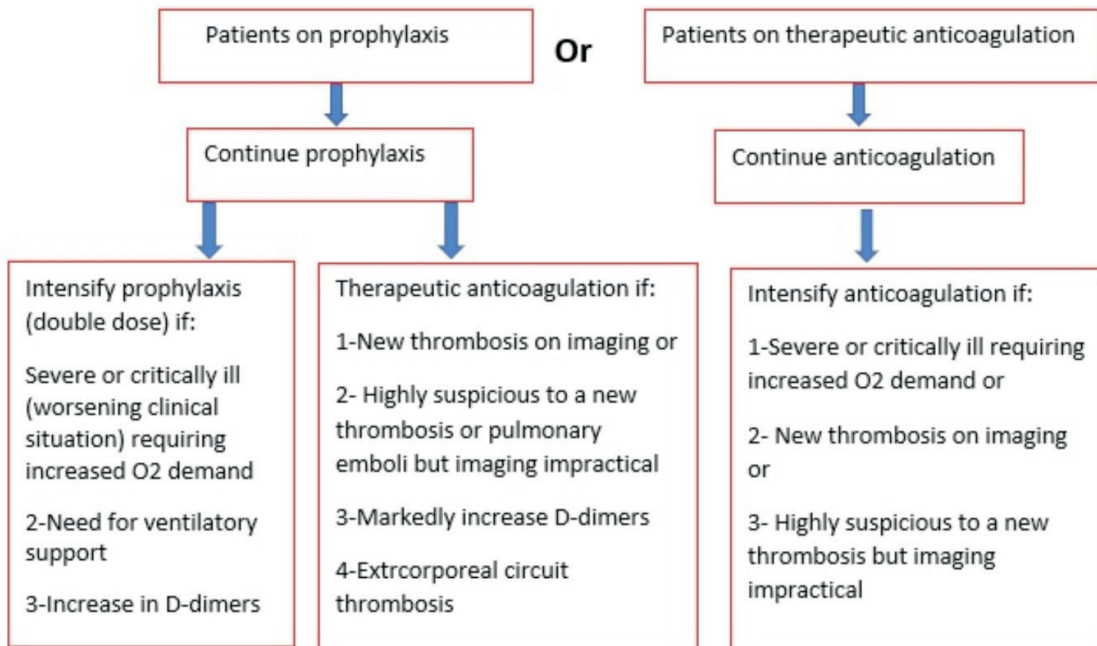 Patients on prophylaxis
Or
Patients on therapeutic anticoagulation
Continue prophylaxis
Continue anticoagulation
Intensify prophylaxis
(double dose) if:
Severe or critically ill
(worsening clinical
situation) requiring
increased O2 demand
2-Need for ventilatory
support
3-Increase in D-dimers
Therapeutic anticoagulation if:
1-New thrombosis on imaging or
2- Highly suspicious to a new
thrombosis or pulmonary
emboli but imaging impractical
3-Markedly increase D-dimers
4-Extrcorporeal circuit
thrombosis
Intensify anticoagulation if:
1-Severe or critically ill requiring
increased O2 demand or
2- New thrombosis on imaging
or
3- Highly suspicious to a new
thrombosis but imaging
impractical